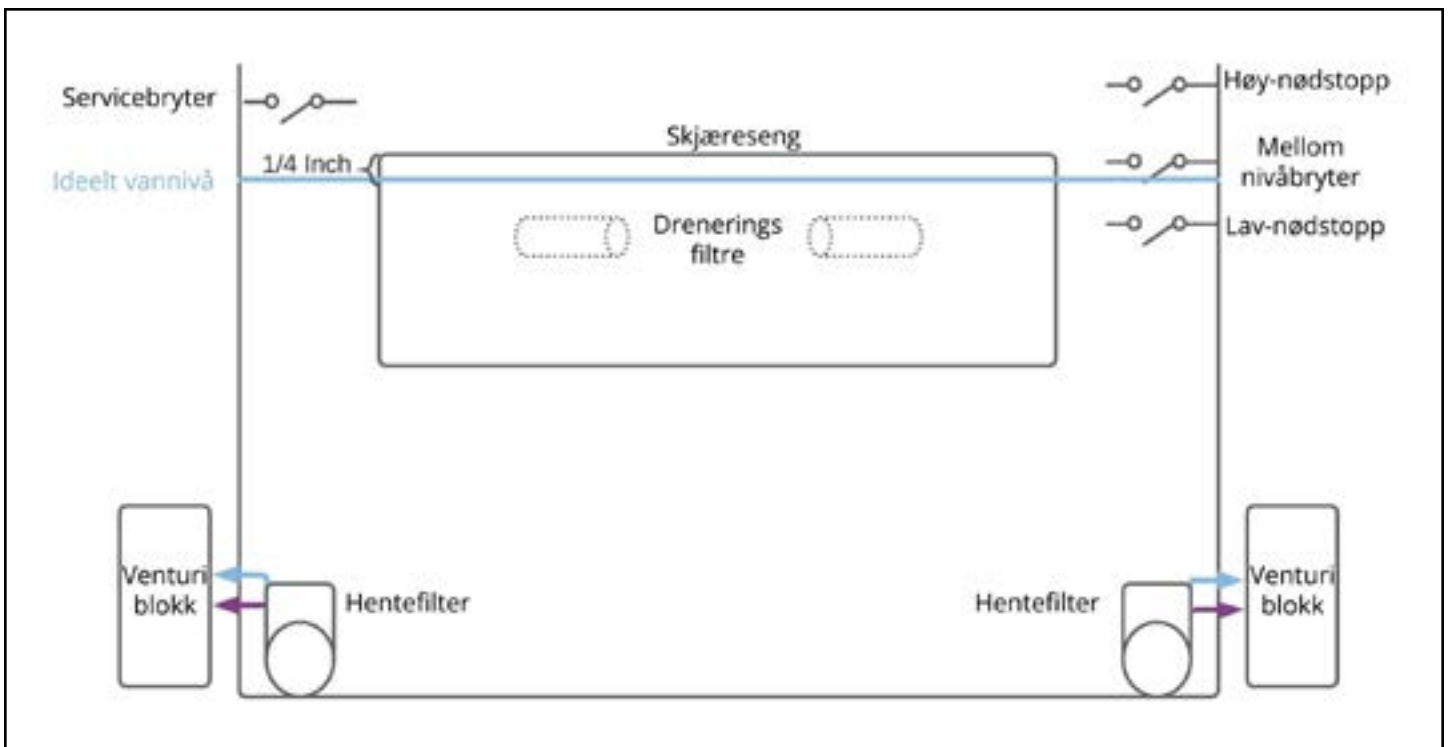 Servicebryter
Høy-nødstopp
Skjæreseng
1/4 Inch
Mellom
nivåbryter
Ideelt vannivå
Drenerings
filtre
Lav-nødstopp
Venturi
blokk
Hentefilter
Hentefilter
Venturi
blokk